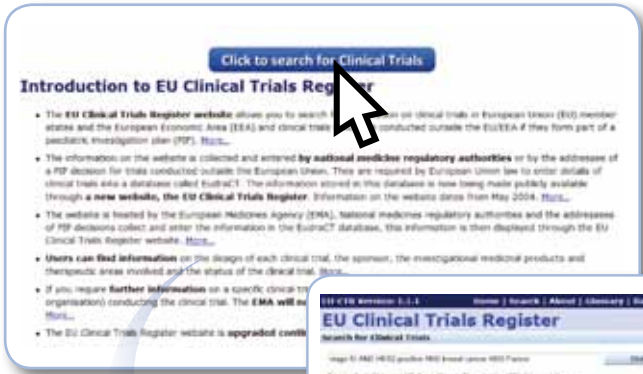 Click to search for Clinical Trials
Introduction to EU Clinical Trials Register
• The EU Clinical Trials Register website allows you to search on clinical trials in European Union (EU) member
states and the European Economic Area (EEA) and clinical trials conducted outside the EU/EEA if they form part of a
paediatric investigation plan (PIP). More...
• The information on the website is collected and entered by national medicine regulatory authorities or by the addressee of
a PIP decision for trials conducted outside the European Union. They are required by European Union law to enter details of
clinical trials into a database called EudraCT. The information stored in this database is now being made publicly available
through a new website, the EU Clinical Trials Register. Information on the website dates from May 2004. More...
• The website is hosted by the European Medicines Agency (EMA). National medicines regulatory authorities and the addressees
of PIP decisions collect and enter the information in the EudraCT database, this information is then displayed through the EU
Clinical Trials Register website. More...
• Users can find information on the design of each clinical trial, the sponsor, the investigational medicinal products and
therapeutic areas involved and the status of the clinical trial. More...
• If you require further information on a specific clinical
organisation) conducting the clinical trial. The EMA will
More...
• The EU Clinical Trials Register website is upgraded
EU-CTR Version: Home | Search | About | Glossary |
EU Clinical Trials Register
Search for Clinical Trials
stage AND HER2 positive AND breast cancer AND France